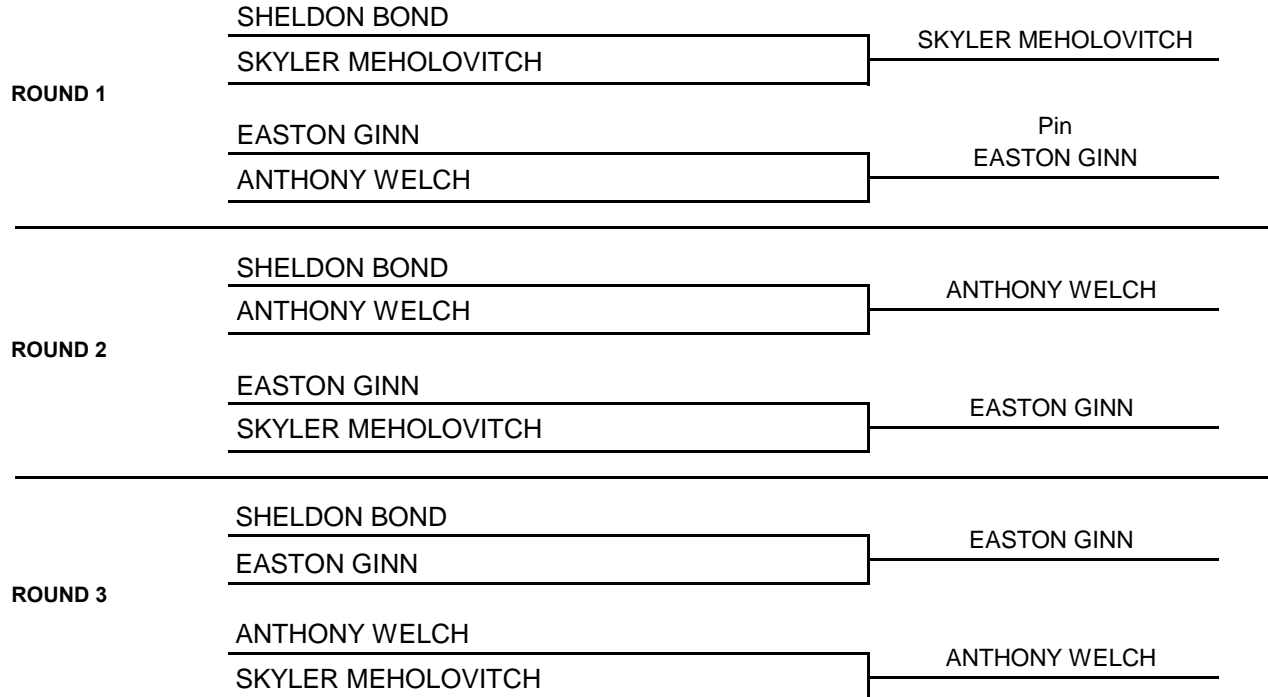 SHELDON BOND
SKYLER MEHOLOVITCH
SKYLER MEHOLOVITCH
ROUND 1
EASTON GINN
ANTHONY WELCH
Pin
EASTON GINN
SHELDON BOND
ANTHONY WELCH
ANTHONY WELCH
ROUND 2
EASTON GINN
SKYLER MEHOLOVITCH
EASTON GINN
SHELDON BOND
EASTON GINN
EASTON GINN
ROUND 3
ANTHONY WELCH
SKYLER MEHOLOVITCH
ANTHONY WELCH